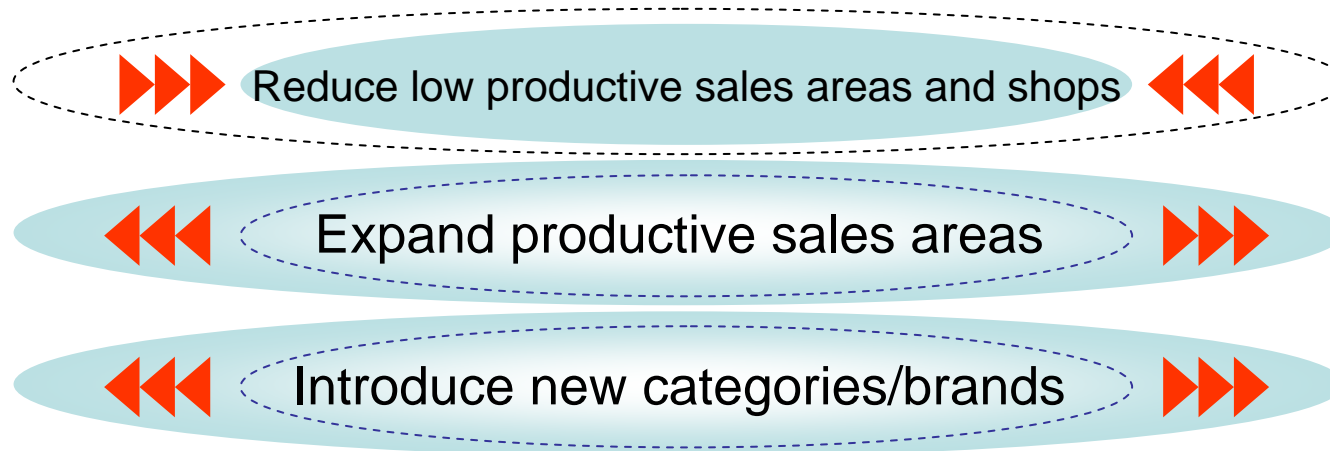 Reduce low productive sales areas and shops
Expand productive sales areas
Introduce new categories/brands